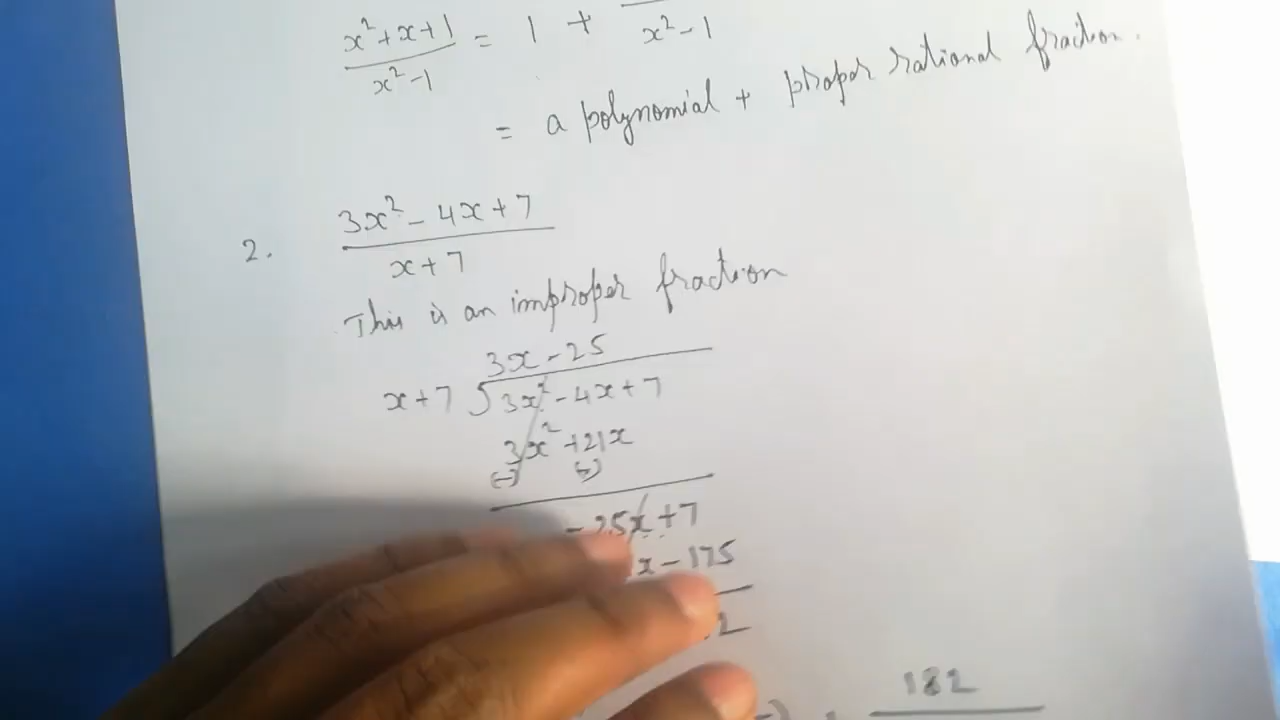 x²+x+1 / x²-1 = 1 + / x²-1
= a polynomial + proper rational fraction.
2. 3x²-4x+7 / x+7
This is an improper fraction
3x-25
x+7 ) 3x²-4x+7
3x²+21x
(-) (-)
-25x+7
x-175
2
182